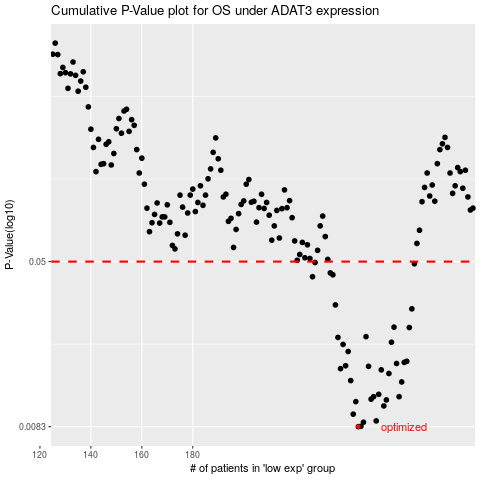 Cumulative P-Value plot for OS under ADAT3 expression
P-Value(log10)
0.05
0.0083
optimized
120 140 160 180
# of patients in 'low exp' group